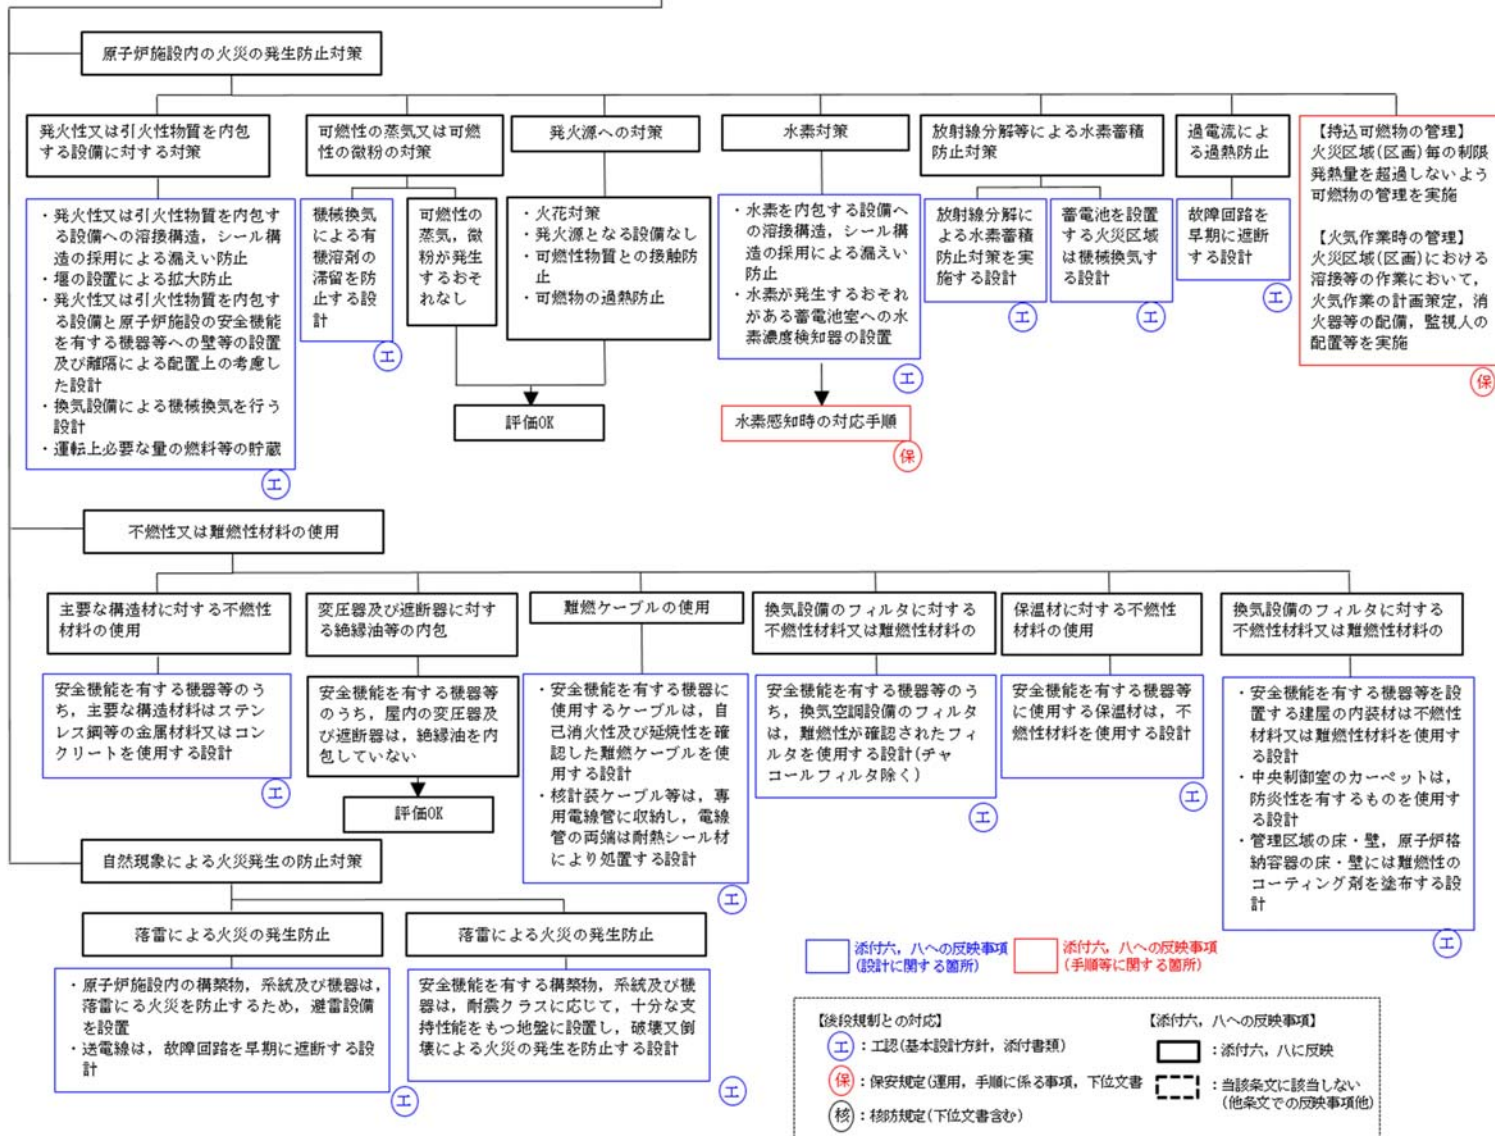 原子炉施設内の火災の発生防止対策
発火性又は引火性物質を内包
する設備に対する対策
・発火性又は引火性物質を内包す
る設備への溶接構造，シール構
造の採用による漏えい防止
・堰の設置による拡大防止
・発火性又は引火性物質を内包す
る設備と原子炉施設の安全機能
を有する機器等への壁等の設置
及び離隔による配置上の考慮し
た設計
・換気設備による機械換気を行う
設計
・運転上必要な量の燃料等の貯蔵
エ
可燃性の蒸気又は可燃
性の微粉の対策
機械換気
による有
機溶剤の
滞留を防
止する設
計
エ
可燃性の
蒸気，微
粉が発生
するおそ
れなし
発火源への対策
・火花対策
・発火源となる設備なし
・可燃性物質との接触防
止
・可燃物の過熱防止
評価OK
水素対策
・水素を内包する設備へ
の溶接構造，シール構
造の採用による漏えい
防止
・水素が発生するおそれ
がある蓄電池室への水
素濃度検知器の設置
エ
水素感知時の対応手順
保
放射線分解等による水素蓄積
防止対策
放射線分解に
よる水素蓄積
防止対策を実
施する設計
エ
蓄電池を設置
する火災区域
は機械換気す
る設計
エ
過電流によ
る過熱防止
故障回路を
早期に遮断
する設計
エ
【持込可燃物の管理】
火災区域(区画)毎の制限
発熱量を超過しないよう
可燃物の管理を実施
【火気作業時の管理】
火災区域(区画)における
溶接等の作業において，
火気作業の計画策定，消
火器等の配備，監視人の
配置等を実施
保
不燃性又は難燃性材料の使用
主要な構造材に対する不燃性
材料の使用
安全機能を有する機器等のう
ち，主要な構造材料はステン
レス鋼等の金属材料又はコン
クリートを使用する設計
エ
変圧器及び遮断器に対す
る絶縁油等の内包
安全機能を有する機器等
のうち，屋内の変圧器及
び遮断器は，絶縁油を内
包していない
評価OK
難燃ケーブルの使用
・安全機能を有する機器に
使用するケーブルは，自
己消火性及び延焼性を確
認した難燃ケーブルを使
用する設計
・核計装ケーブル等は，専
用電線管に収納し，電線
管の両端は耐熱シール材
により処置する設計
エ
換気設備のフィルタに対する
不燃性材料又は難燃性材料の
安全機能を有する機器等のう
ち，換気空調設備のフィルタ
は，難燃性が確認されたフィ
ルタを使用する設計(チャ
コールフィルタ除く)
エ
保温材に対する不燃性
材料の使用
安全機能を有する機器等
に使用する保温材は，不
燃性材料を使用する設計
エ
換気設備のフィルタに対する
不燃性材料又は難燃性材料の
・安全機能を有する機器等を設
置する建屋の内装材は不燃性
材料又は難燃性材料を使用す
る設計
・中央制御室のカーペットは，
防炎性を有するものを使用す
る設計
・管理区域の床・壁，原子炉格
納容器の床・壁には難燃性の
コーティング剤を塗布する設
計
エ
自然現象による火災発生の防止対策
落雷による火災の発生防止
・原子炉施設内の構築物，系統及び機器は，
落雷にる火災を防止するため，避雷設備
を設置
・送電線は，故障回路を早期に遮断する設
計
エ
落雷による火災の発生防止
安全機能を有する構築物，系統及び機
器は，耐震クラスに応じて，十分な支
持性能をもつ地盤に設置し，破壊又倒
壊による火災の発生を防止する設計
エ
添付六，八への反映事項
(設計に関する箇所)
添付六，八への反映事項
(手順等に関する箇所)
【後段規制との対応】
エ：工認(基本設計方針，添付書類)
保：保安規定(運用，手順に係る事項，下位文書
核：核防規定(下位文書含む)
【添付六，八への反映事項】
：添付六，八に反映
：当該条文に該当しない
(他条文での反映事項他)